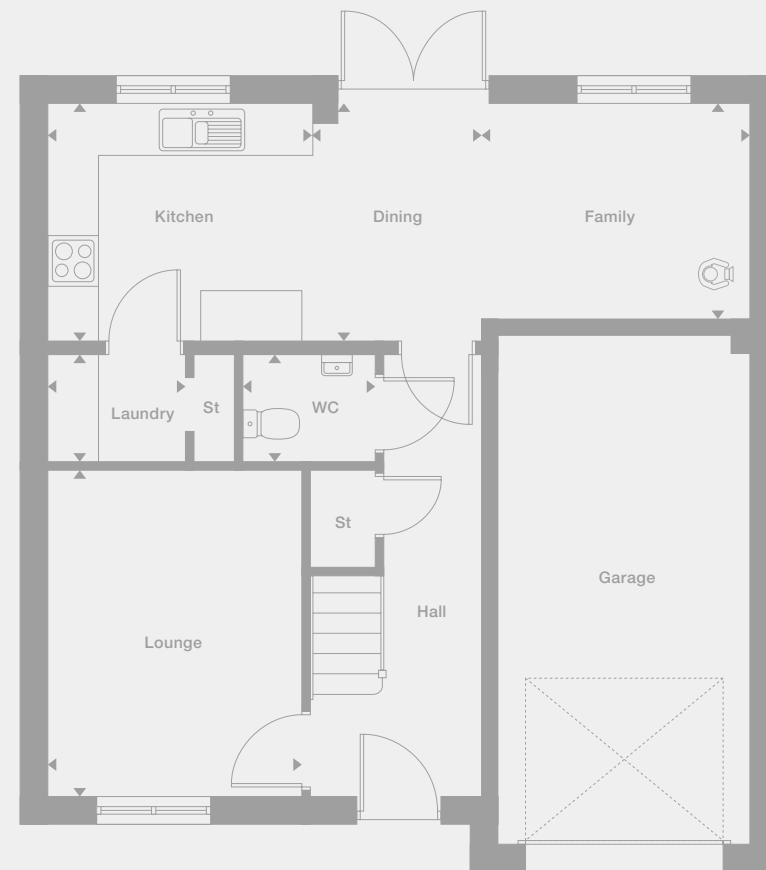 Kitchen
Dining
Family
Laundry
St
WC
St
Garage
Hall
Lounge